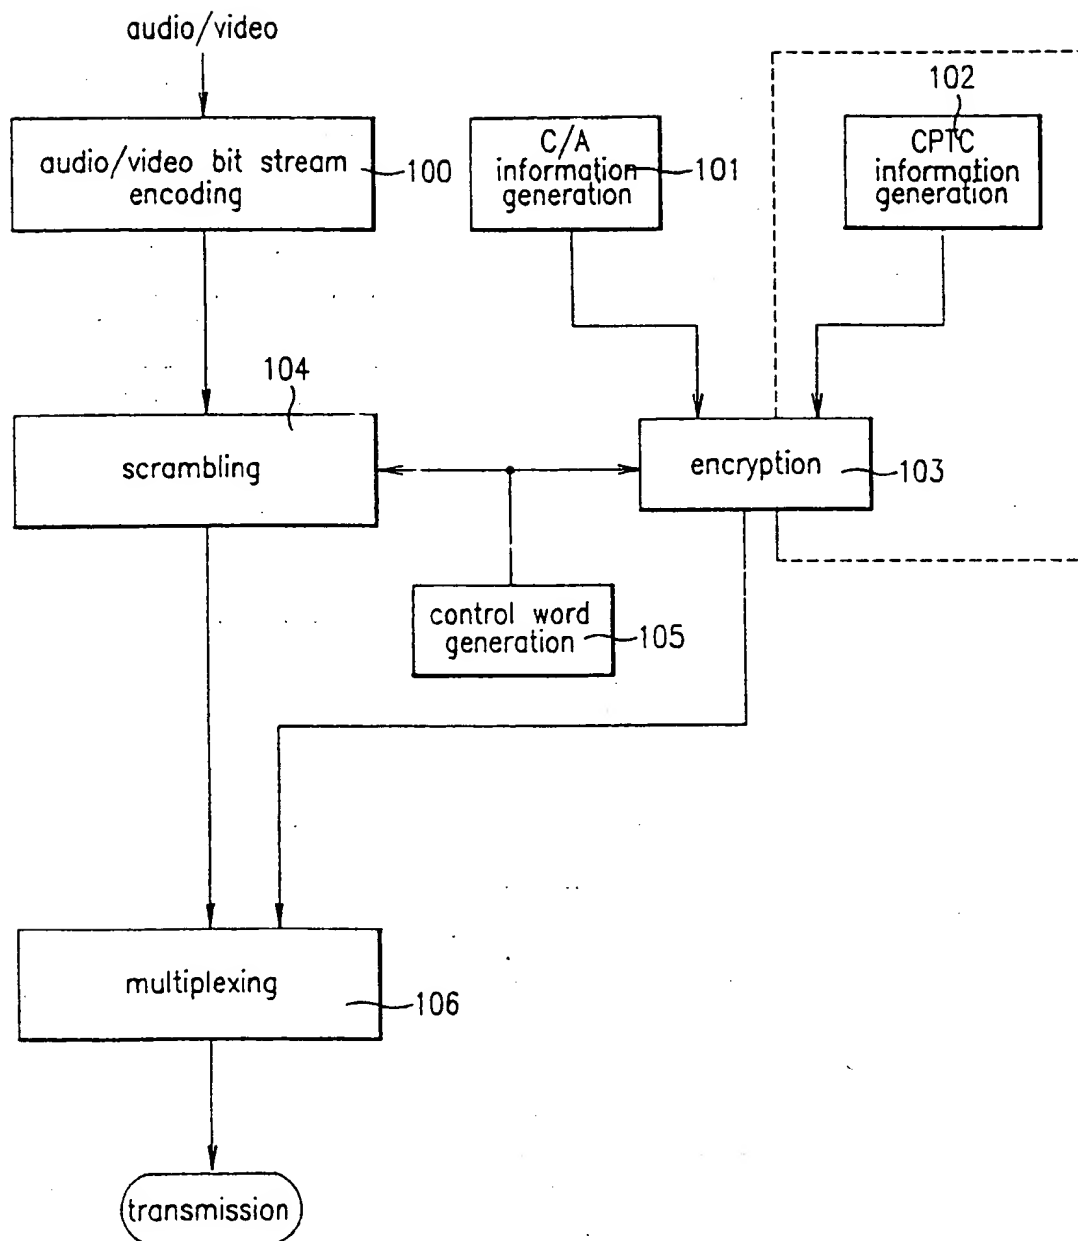 audio/video
102
audio/video bit stream
encoding
100
C/A
information
generation
101
CPTC
information
generation
104
scrambling
encryption
103
control word
generation
105
multiplexing
106
transmission